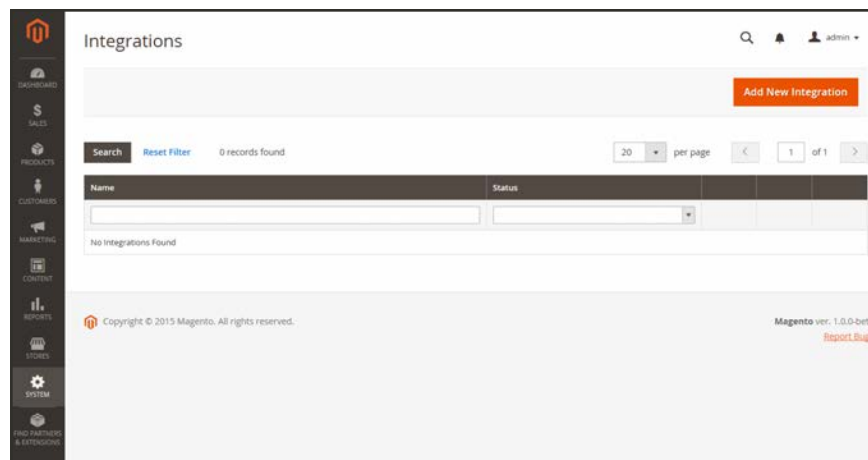 Integrations
admin
DASHBOARD
Add New Integration
SALES
PRODUCTS
Search Reset Filter 0 records found 20 per page 1 of 1
CUSTOMERS
Name Status
MARKETING
No Integrations Found
CONTENT
REPORTS
Copyright © 2015 Magento. All rights reserved. Magento ver. 1.0.0-bet
Report Bug
STORES
SYSTEM
FIND PARTNERS
& EXTENSIONS